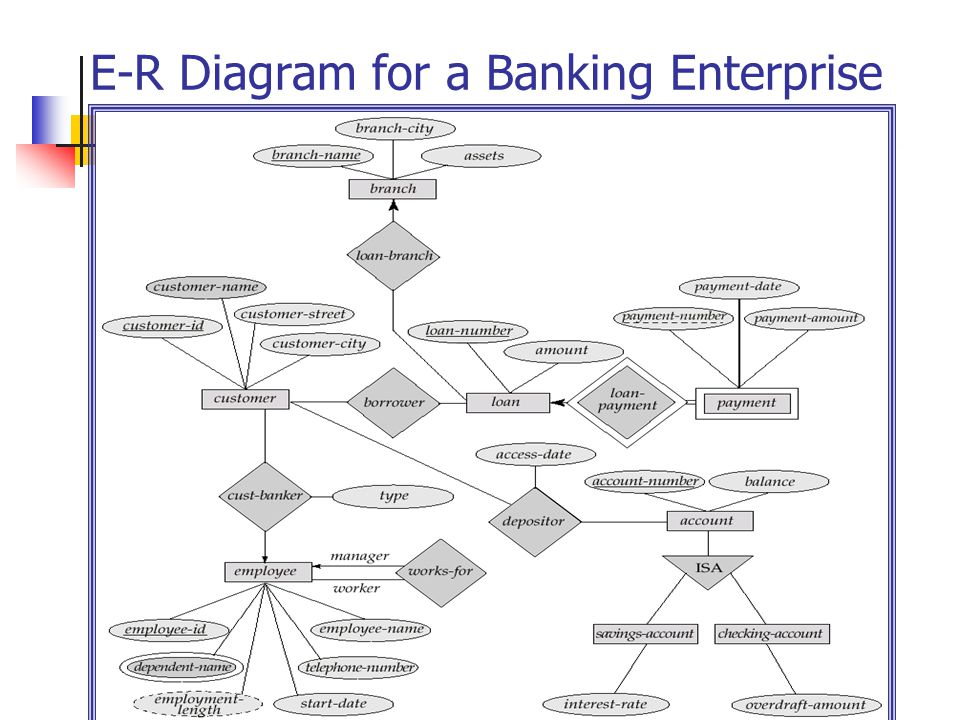 E-R Diagram for a Banking Enterprise
branch-city
branch-name
assets
branch
loan-branch
customer-name
payment-date
customer-street
customer-id
payment-number
payment-amount
loan-number
customer-city
amount
customer
borrower
loan
loan-
payment
payment
access-date
account-number
balance
cust-banker
type
depositor
account
manager
employee
works-for
ISA
worker
employee-id
employee-name
savings-account
checking-account
dependent-name
telephone-number
employment-
length
start-date
interest-rate
overdraft-amount